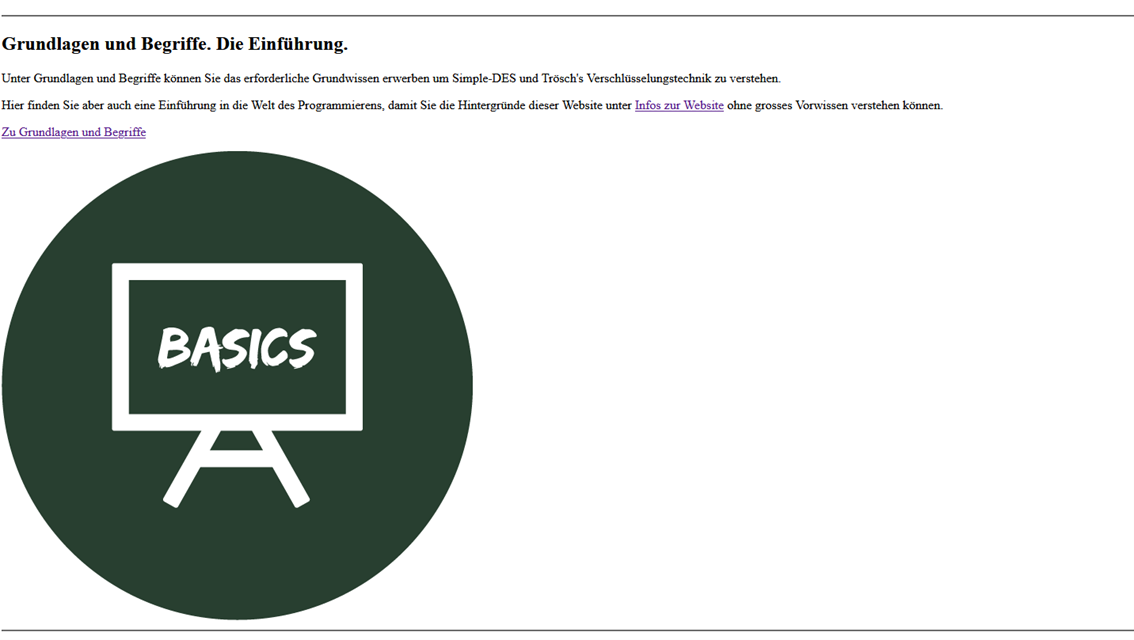 Grundlagen und Begriffe. Die Einführung.
Unter Grundlagen und Begriffe können Sie das erforderliche Grundwissen erwerben um Simple-DES und Trösch's Verschlüsselungstechnik zu verstehen.
Hier finden Sie aber auch eine Einführung in die Welt des Programmierens, damit Sie die Hintergründe dieser Website unter Infos zur Website ohne grosses Vorwissen verstehen können.
Zu Grundlagen und Begriffe
BASICS